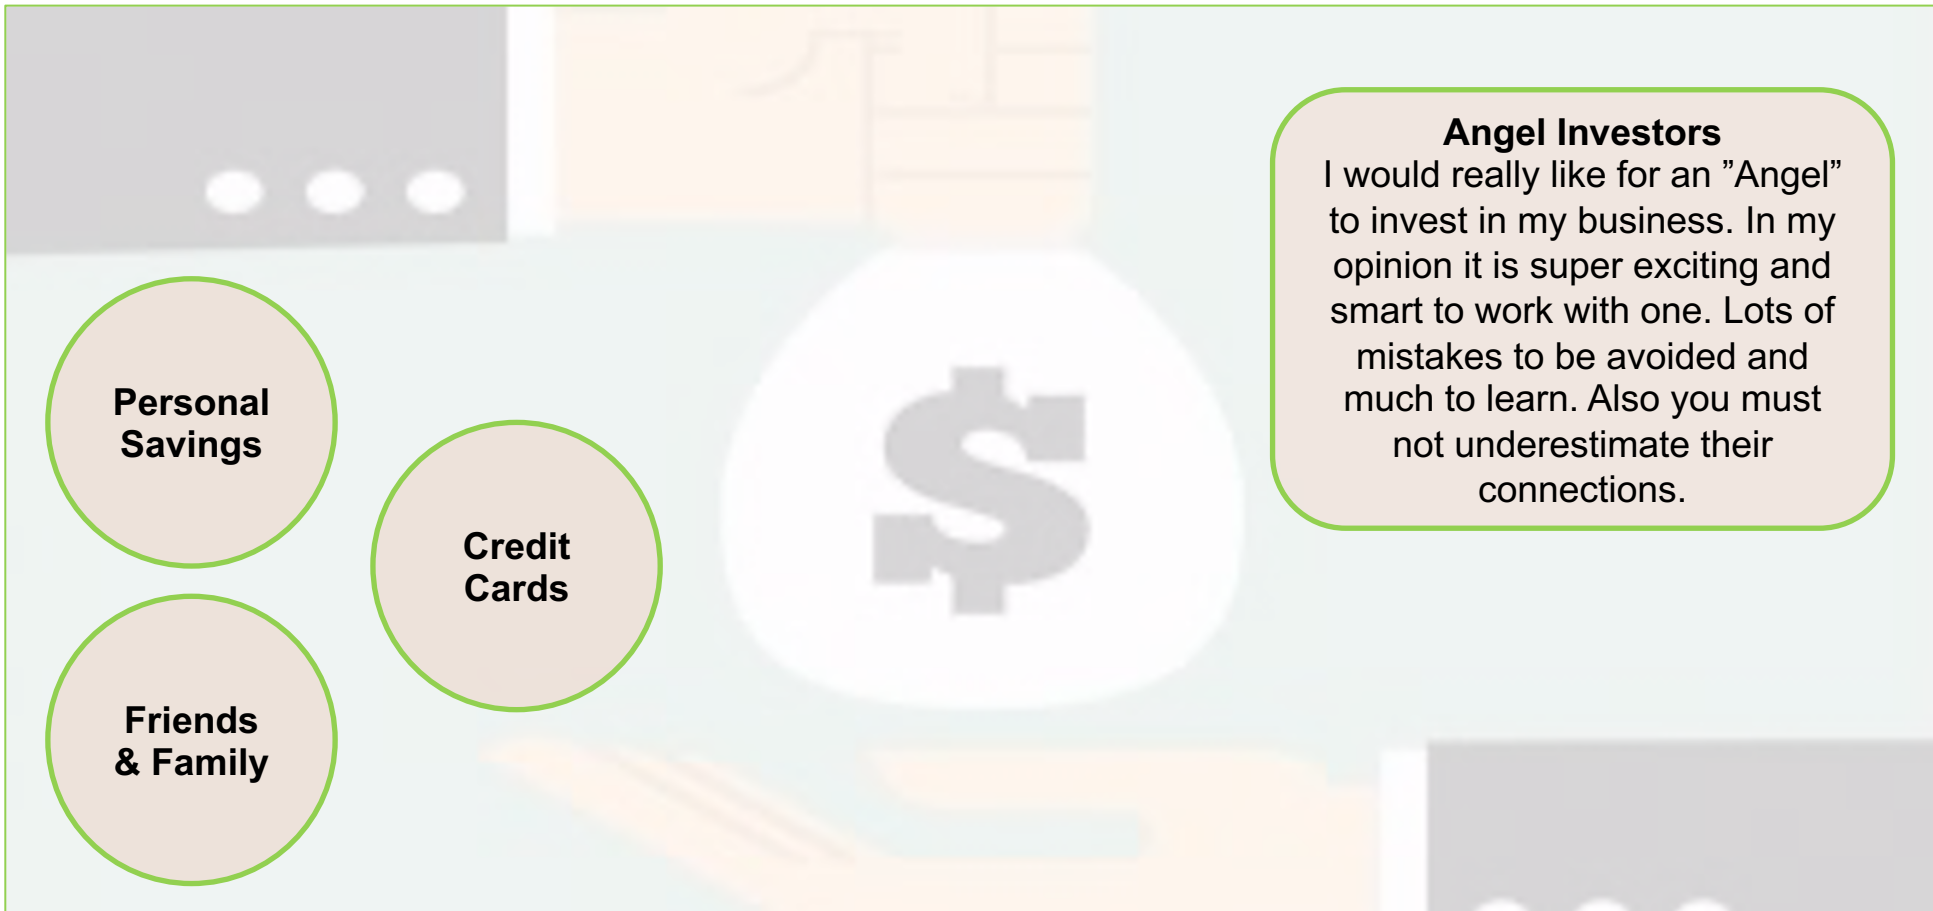 Personal
Savings
Credit
Cards
Friends
& Family
$
Angel Investors
I would really like for an ”Angel”
to invest in my business. In my
opinion it is super exciting and
smart to work with one. Lots of
mistakes to be avoided and
much to learn. Also you must
not underestimate their
connections.